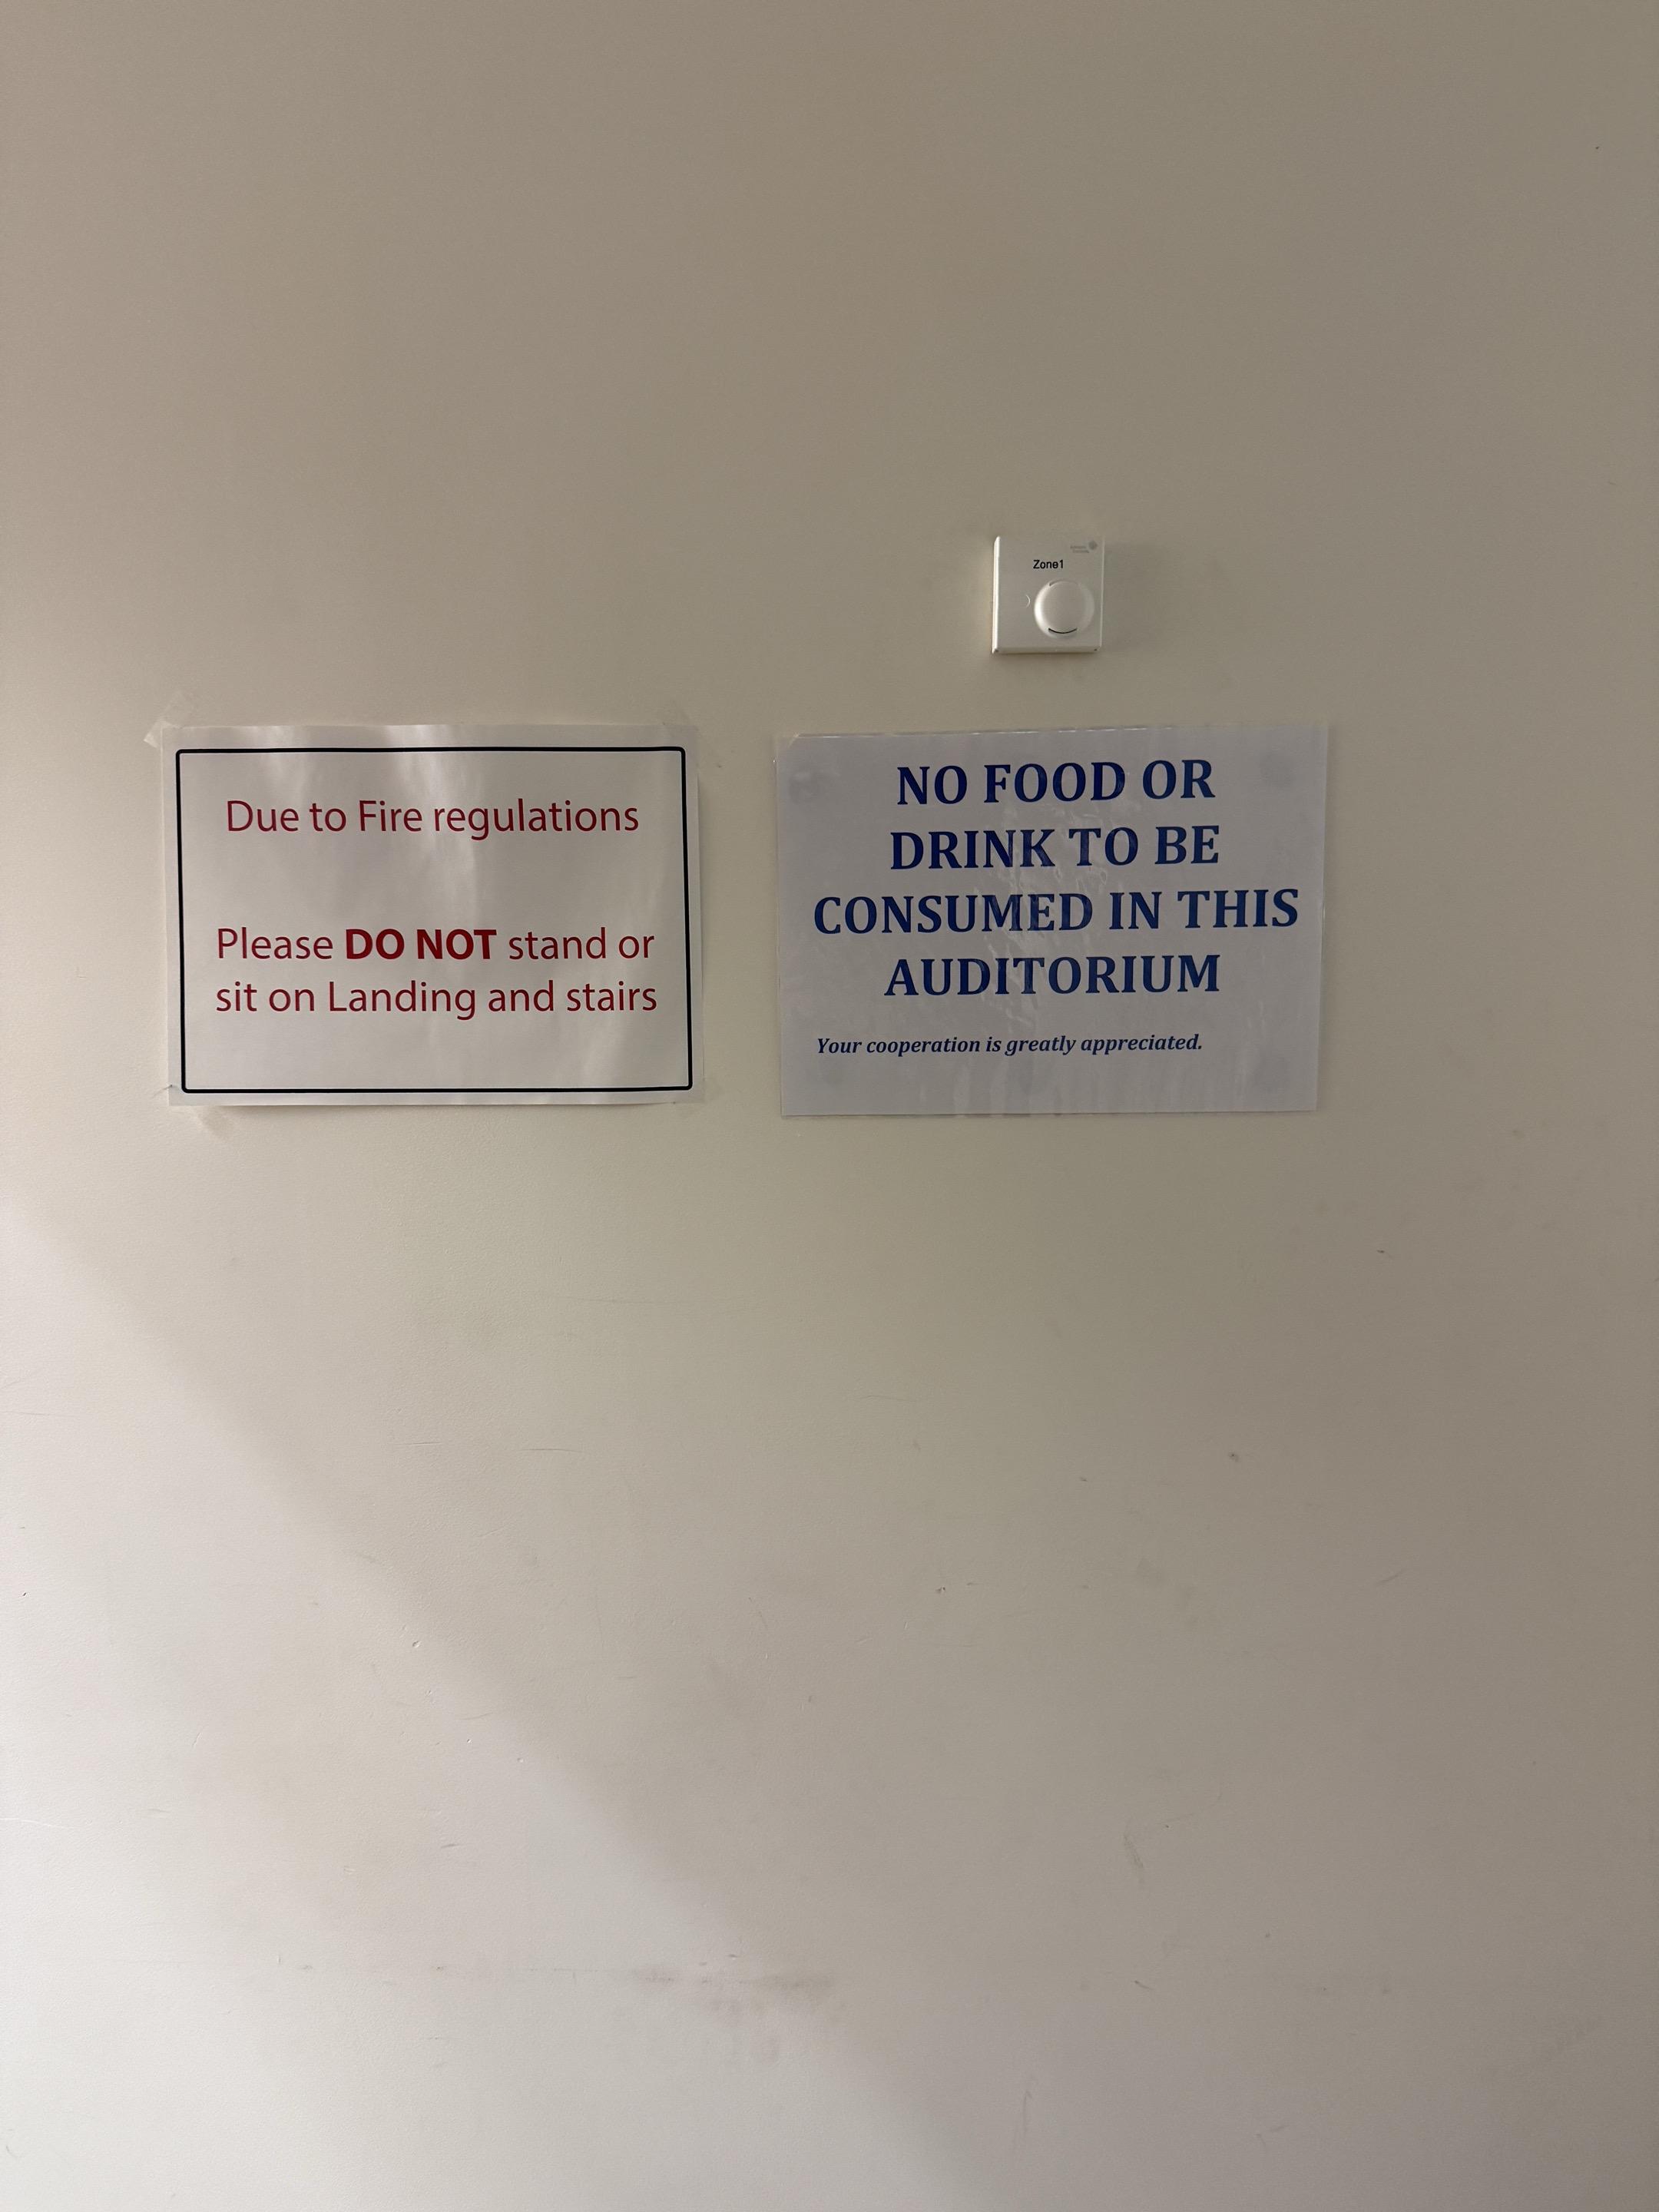 Zone1
Due to Fire regulations
Please DO NOT stand or
sit on Landing and stairs
NO FOOD OR
DRINK TO BE
CONSUMED IN THIS
AUDITORIUM
Your cooperation is greatly appreciated.